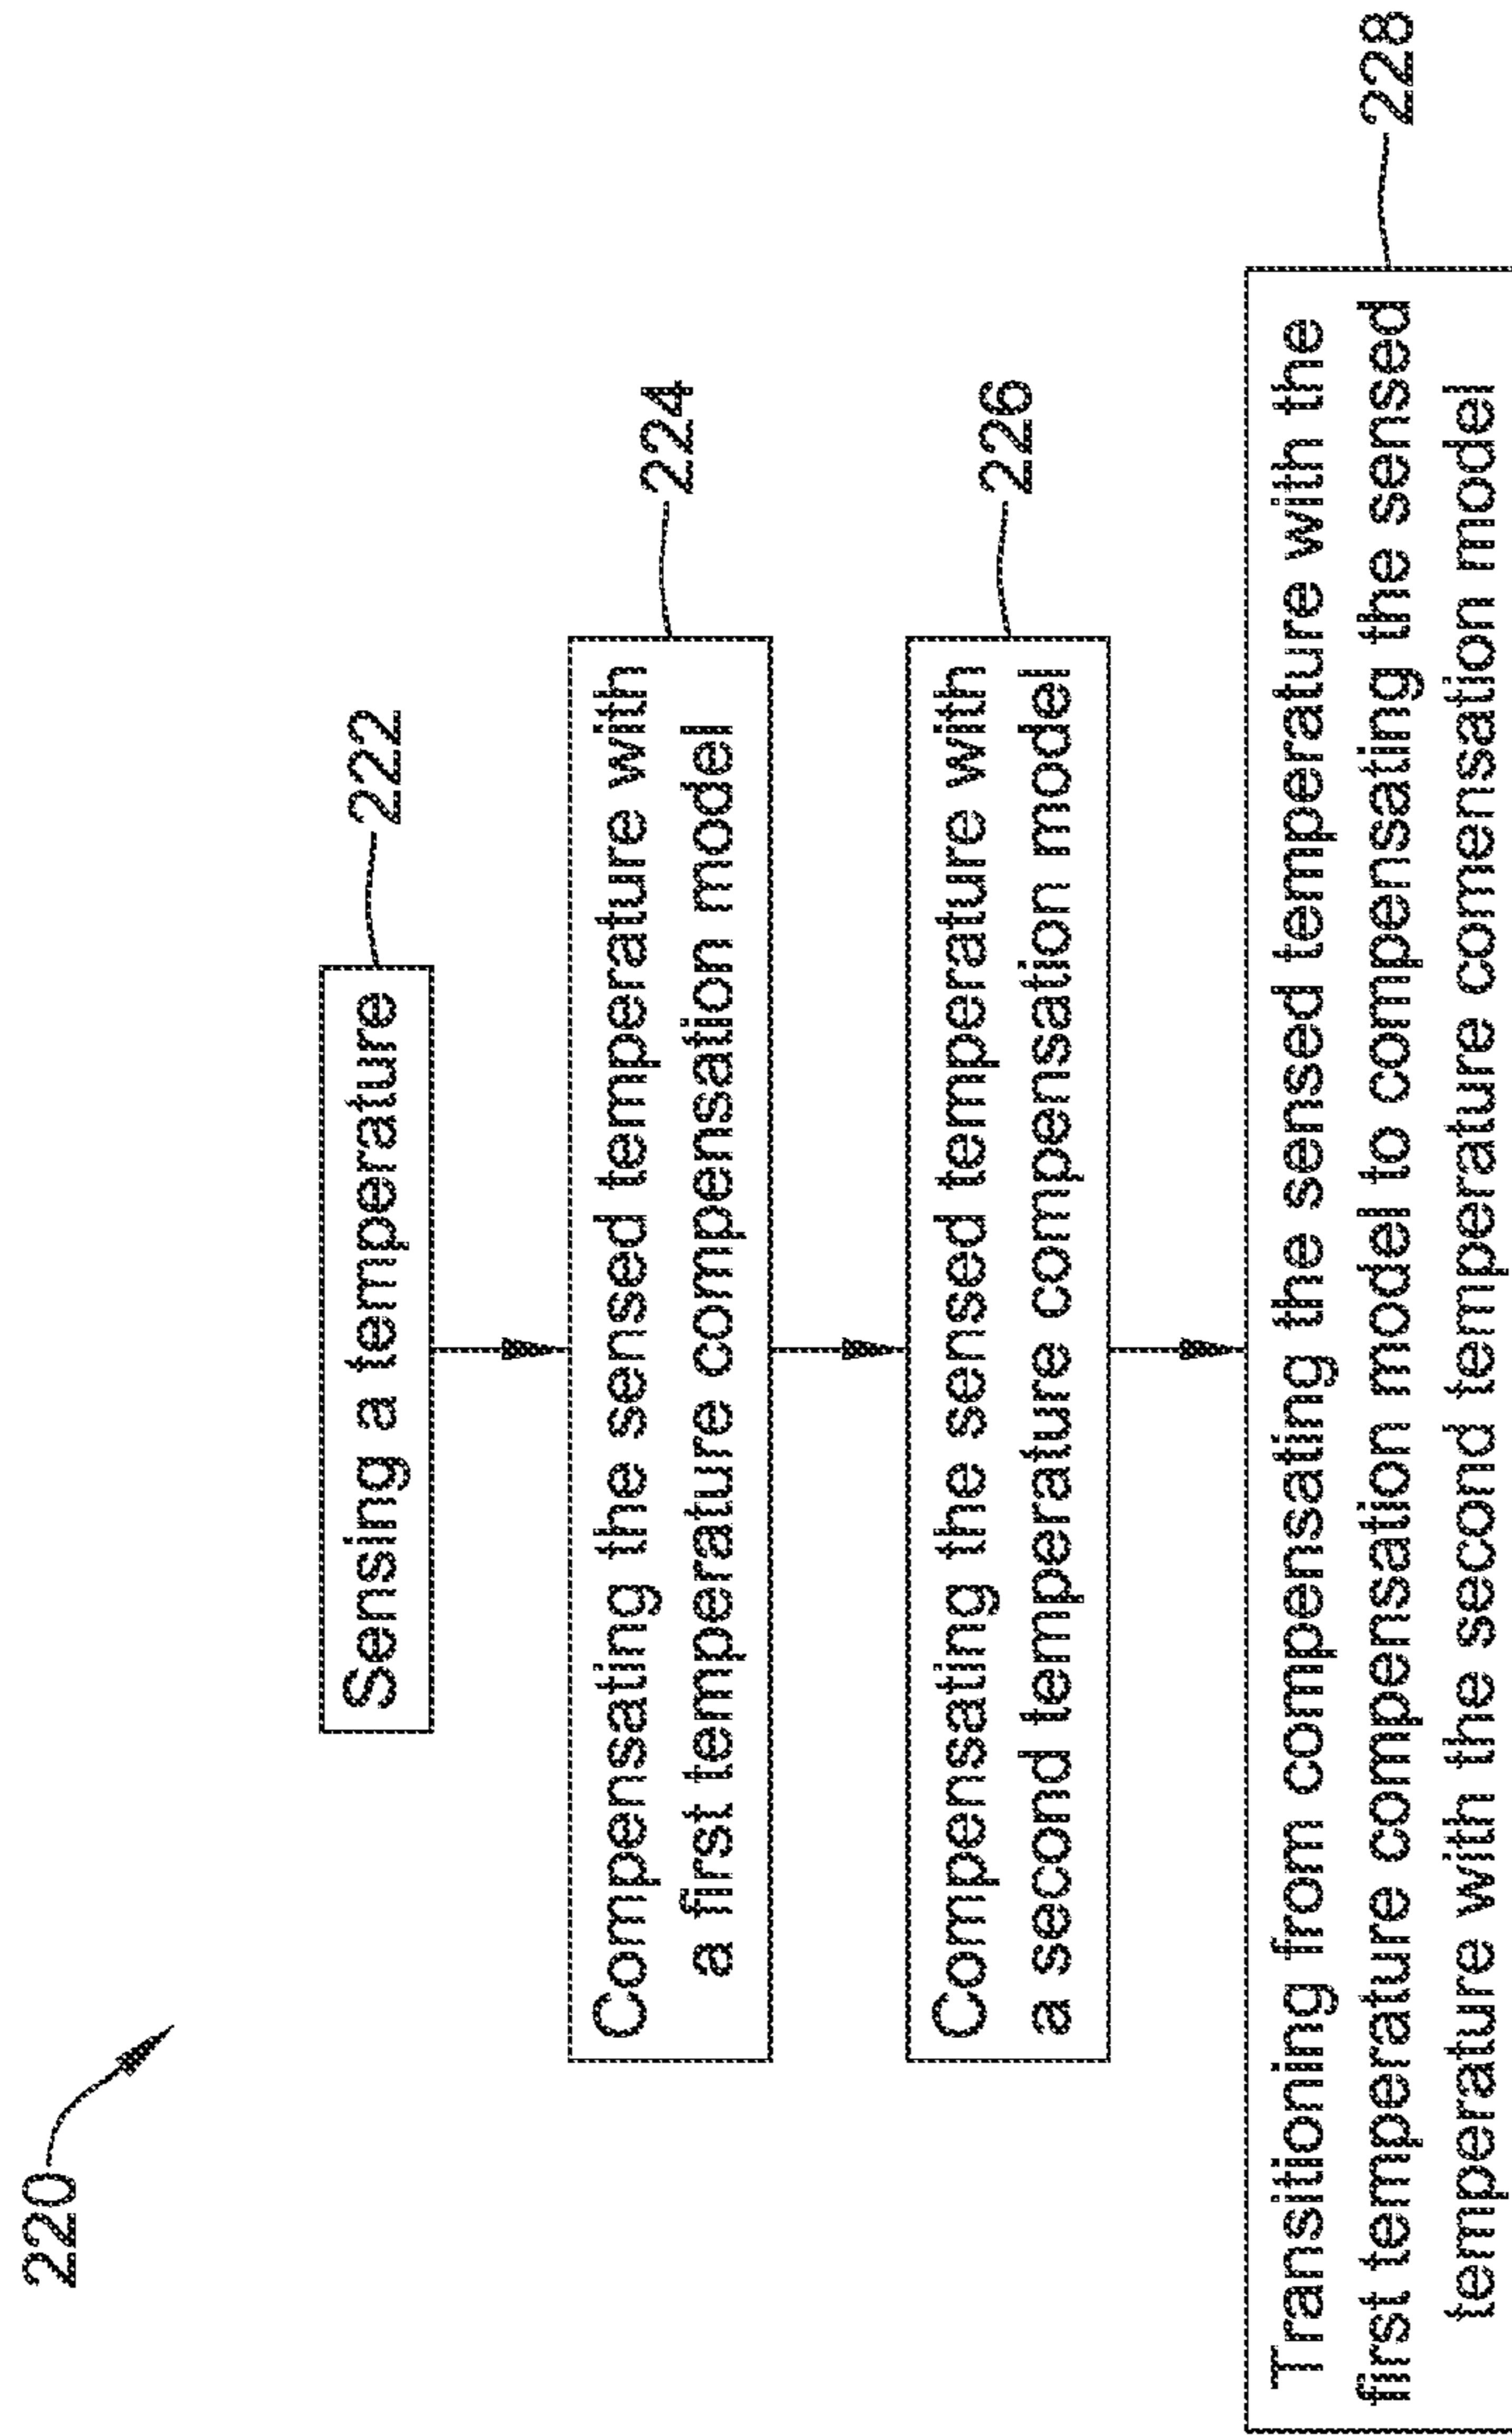 220
Sensing a temperature
222
Compensating the sensed temperature with
a first temperature compensation model
224
Compensating the sensed temperature with
a second temperature compensation model
226
Transitioning from compensating the sensed temperature with the
first temperature compensation model to compensating the sensed
temperature with the second temperature comensation model
228